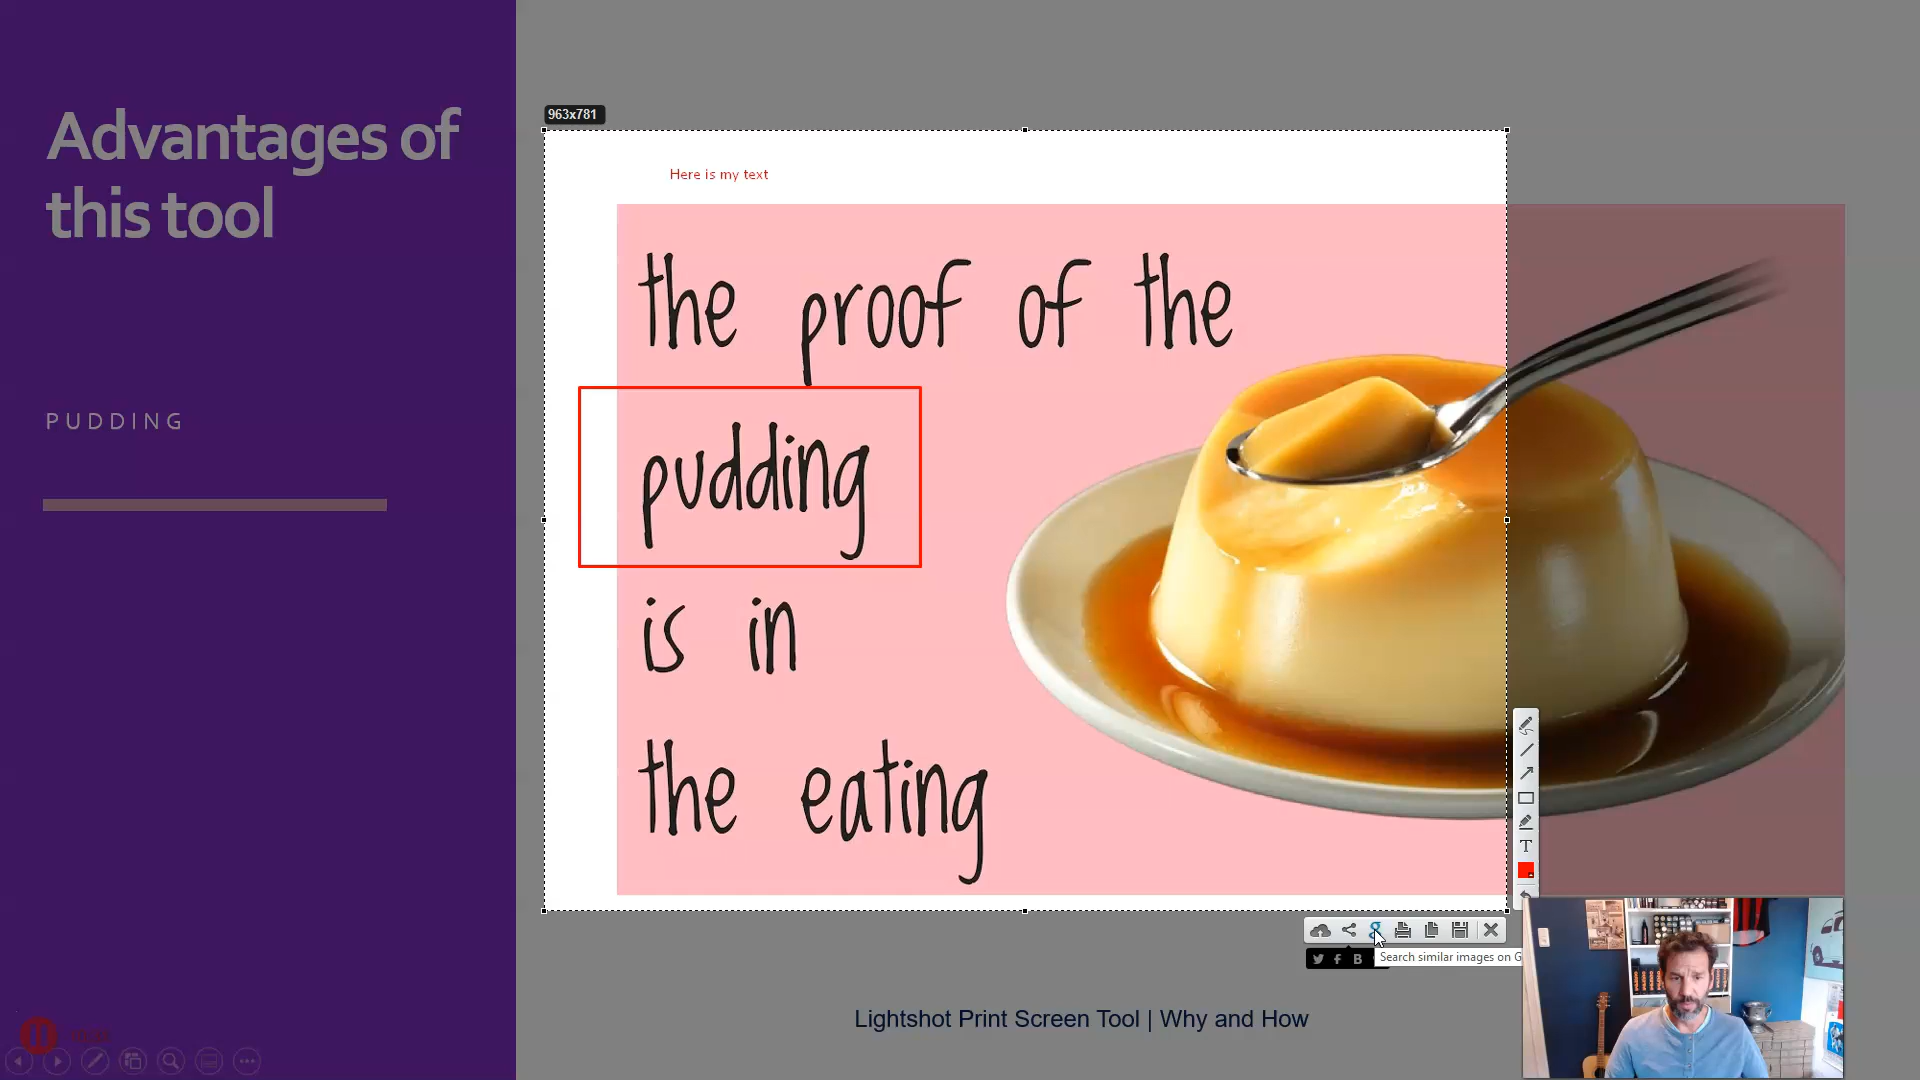 Advantages of
this tool
PUDDING
963x781
Here is my text
the proof of the
pudding
is in
the eating
Search similar images on G
Lightshot Print Screen Tool | Why and How